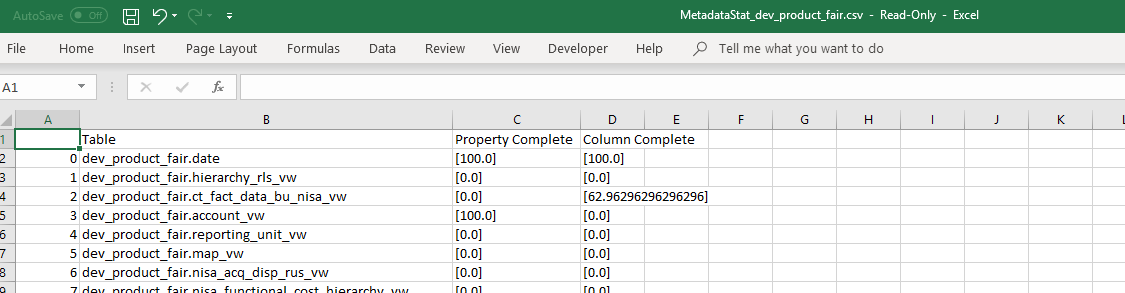 AutoSave Off MetadataStat_dev_product_fair.csv - Read-Only - Excel
File Home Insert Page Layout Formulas Data Review View Developer Help Tell me what you want to do
A1 fx
A B C D E F G H I J K L
1 Table Property Complete Column Complete
2 0 dev_product_fair.date [100.0] [100.0]
3 1 dev_product_fair.hierarchy_rls_vw [0.0] [0.0]
4 2 dev_product_fair.ct_fact_data_bu_nisa_vw [0.0] [62.96296296296296]
5 3 dev_product_fair.account_vw [100.0] [0.0]
6 4 dev_product_fair.reporting_unit_vw [0.0] [0.0]
7 5 dev_product_fair.map_vw [0.0] [0.0]
8 6 dev_product_fair.nisa_acq_disp_rus_vw [0.0] [0.0]
9 7 dev_product_fair.nisa_functional_cost_hierarchy_vw [0.0] [0.0]